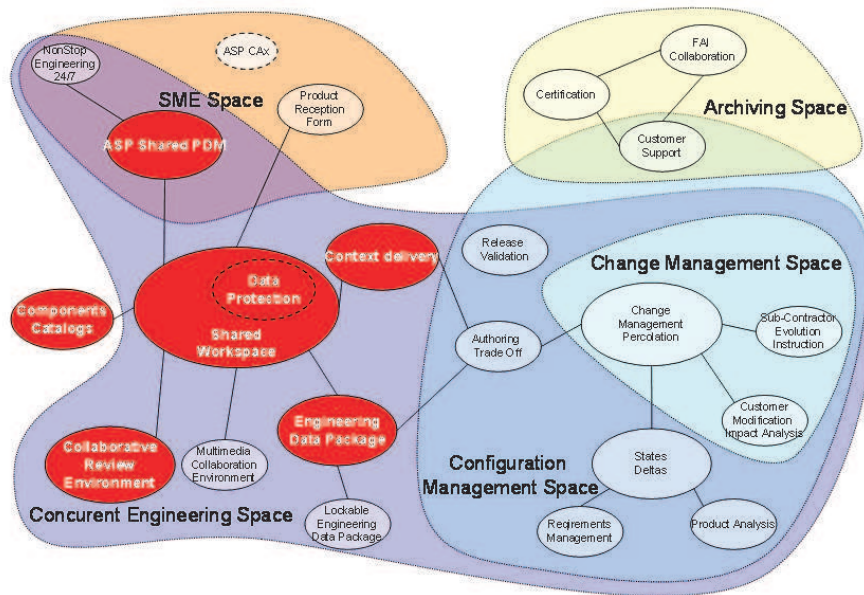 NonStop
Engineering
24/7
ASP CAx
SME Space
Product
Reception
Form
ASP Shared PDM
FAI
Collaboration
Certification
Archiving Space
Customer
Support
Release
Validation
Context delivery
Data
Protection
Change Management Space
Components
Catalogs
Shared
Workspace
Change
Management
Percolation
Sub-Contractor
Evolution
Instruction
Authoring
Trade Off
Engineering
Data Package
Customer
Modification
Impact Analysis
Collaborative
Review
Environment
Multimedia
Collaboration
Environment
Configuration
Management Space
States
Deltas
Concurent Engineering Space
Lockable
Engineering
Data Package
Reqirements
Management
Product Analysis